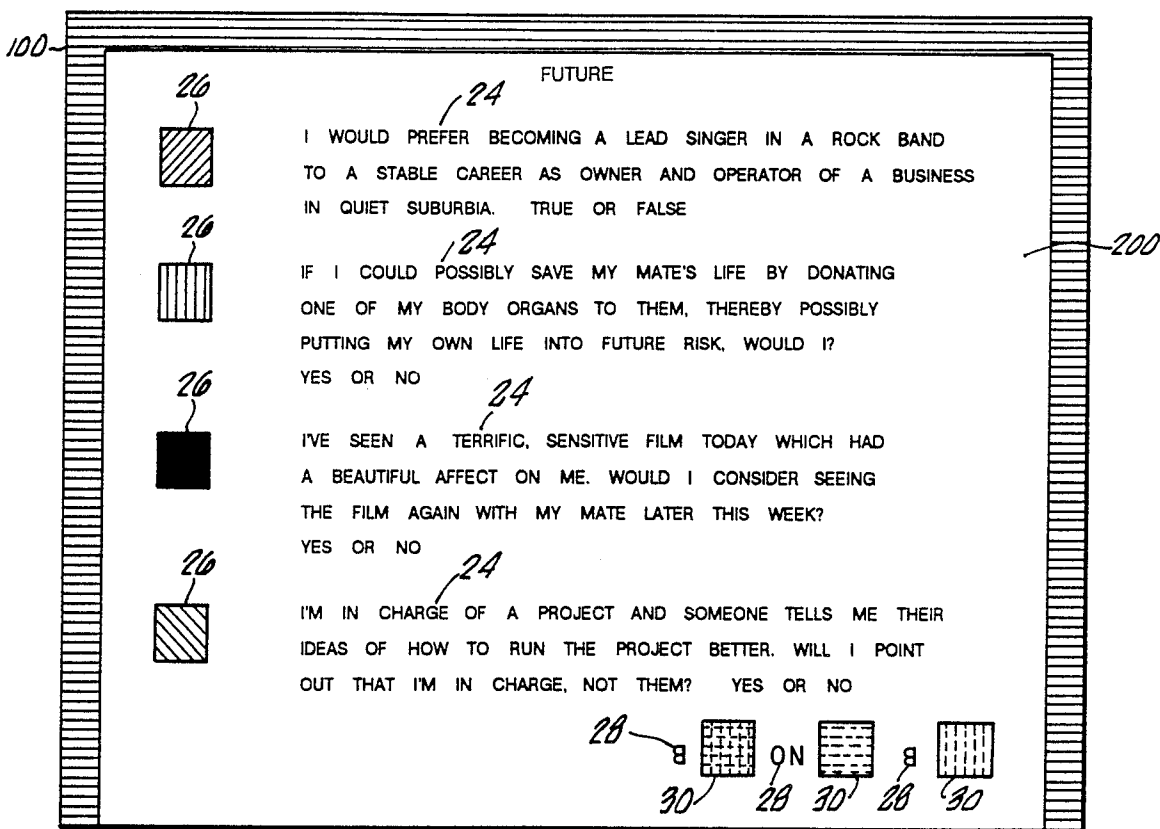 100
FUTURE
26
24
I WOULD PREFER BECOMING A LEAD SINGER IN A ROCK BAND
TO A STABLE CAREER AS OWNER AND OPERATOR OF A BUSINESS
IN QUIET SUBURBIA. TRUE OR FALSE
26
24
200
IF I COULD POSSIBLY SAVE MY MATE'S LIFE BY DONATING
ONE OF MY BODY ORGANS TO THEM, THEREBY POSSIBLY
PUTTING MY OWN LIFE INTO FUTURE RISK, WOULD I?
YES OR NO
26
24
I'VE SEEN A TERRIFIC, SENSITIVE FILM TODAY WHICH HAD
A BEAUTIFUL AFFECT ON ME. WOULD I CONSIDER SEEING
THE FILM AGAIN WITH MY MATE LATER THIS WEEK?
YES OR NO
26
24
I'M IN CHARGE OF A PROJECT AND SOMEONE TELLS ME THEIR
IDEAS OF HOW TO RUN THE PROJECT BETTER. WILL I POINT
OUT THAT I'M IN CHARGE, NOT THEM? YES OR NO
28 B ON B
30 28 30 28 30